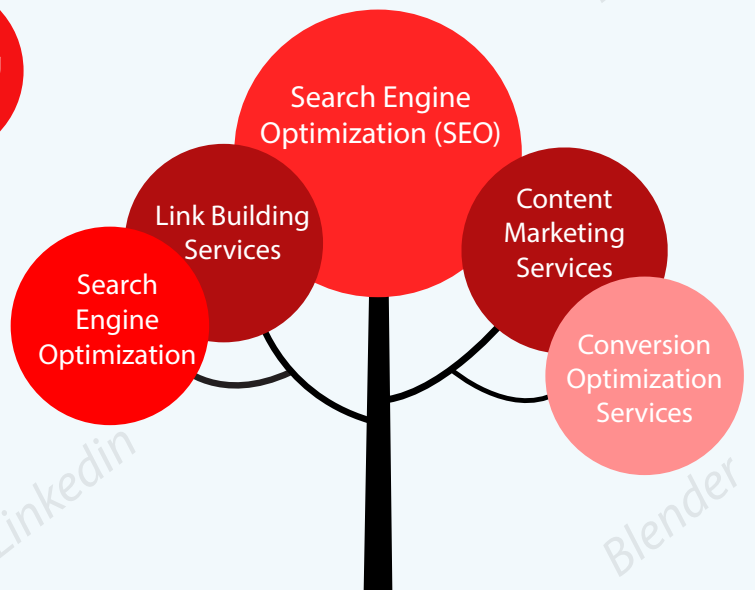 Search Engine
Optimization (SEO)
Link Building
Services
Content
Marketing
Services
Search
Engine
Optimization
Conversion
Optimization
Services
Linkedin
Blender